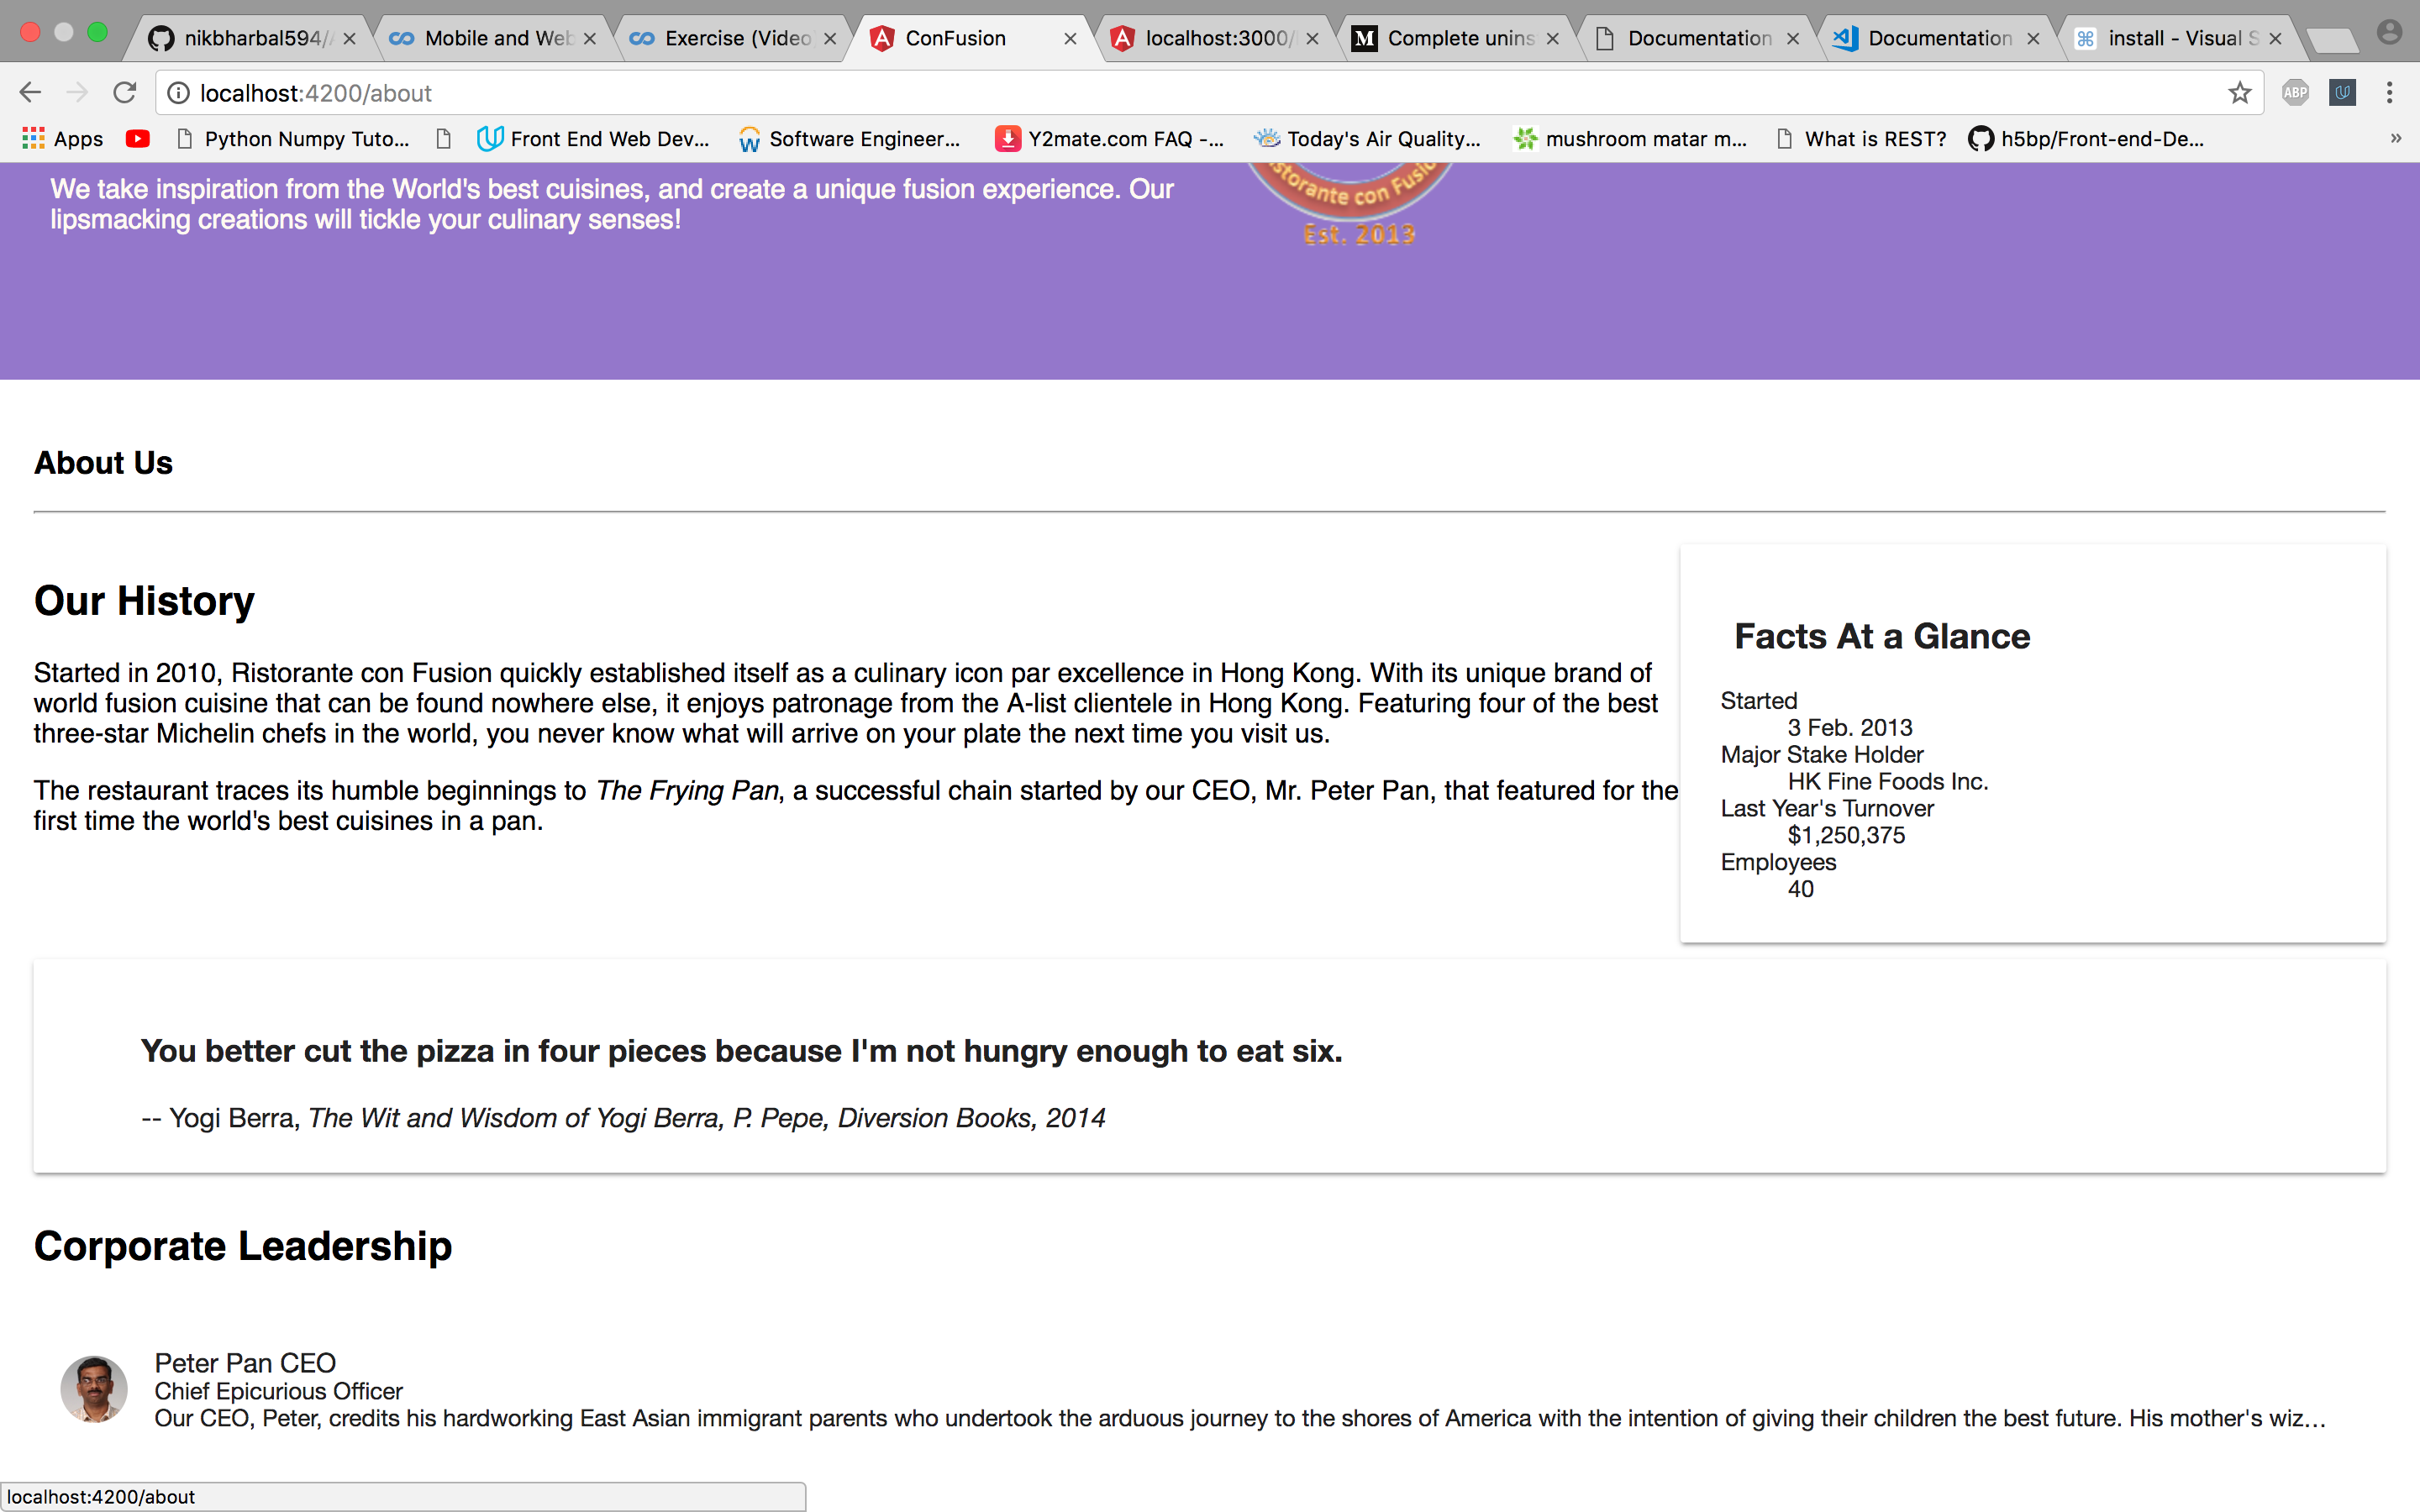 nikbharbal594/
Mobile and Web
Exercise (Video
ConFusion
localhost:3000/
Complete unins
Documentation
Documentation
install - Visual S
localhost:4200/about
ABP
Apps
Python Numpy Tuto...
Front End Web Dev...
Software Engineer...
Y2mate.com FAQ -...
Today's Air Quality...
mushroom matar m...
What is REST?
h5bp/Front-end-De...
»
We take inspiration from the World's best cuisines, and create a unique fusion experience. Our
lipsmacking creations will tickle your culinary senses!
storante con Fusio
Est. 2013
About Us
Our History
Started in 2010, Ristorante con Fusion quickly established itself as a culinary icon par excellence in Hong Kong. With its unique brand of
world fusion cuisine that can be found nowhere else, it enjoys patronage from the A-list clientele in Hong Kong. Featuring four of the best
three-star Michelin chefs in the world, you never know what will arrive on your plate the next time you visit us.
The restaurant traces its humble beginnings to The Frying Pan, a successful chain started by our CEO, Mr. Peter Pan, that featured for the
first time the world's best cuisines in a pan.
Facts At a Glance
Started
3 Feb. 2013
Major Stake Holder
HK Fine Foods Inc.
Last Year's Turnover
$1,250,375
Employees
40
You better cut the pizza in four pieces because I'm not hungry enough to eat six.
-- Yogi Berra, The Wit and Wisdom of Yogi Berra, P. Pepe, Diversion Books, 2014
Corporate Leadership
Peter Pan CEO
Chief Epicurious Officer
Our CEO, Peter, credits his hardworking East Asian immigrant parents who undertook the arduous journey to the shores of America with the intention of giving their children the best future. His mother's wiz...
localhost:4200/about